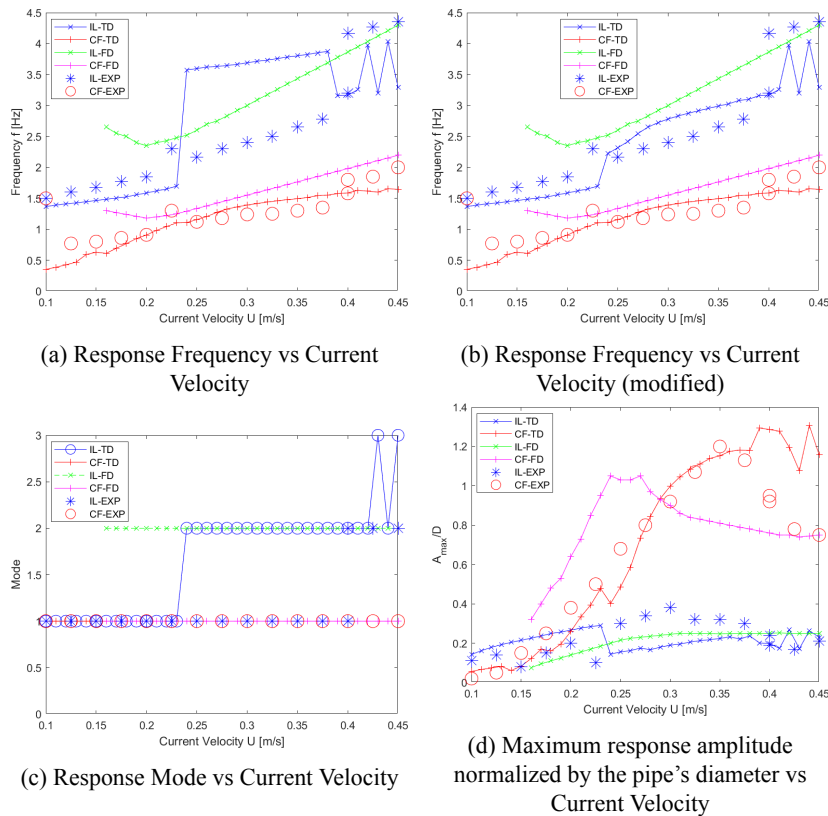 4.5
4
3.5
3
2.5
2
1.5
1
0.5
0
Frequency f [Hz]
IL-TD
CF-TD
IL-FD
CF-FD
IL-EXP
CF-EXP
0.1 0.15 0.2 0.25 0.3 0.35 0.4 0.45
Current Velocity U [m/s]
(a) Response Frequency vs Current
Velocity
4.5
4
3.5
3
2.5
2
1.5
1
0.5
0
Frequency f [Hz]
IL-TD
CF-TD
IL-FD
CF-FD
IL-EXP
CF-EXP
0.1 0.15 0.2 0.25 0.3 0.35 0.4 0.45
Current Velocity U [m/s]
(b) Response Frequency vs Current
Velocity (modified)
3
2.5
2
1.5
1
0.5
0
Mode
IL-TD
CF-TD
IL-FD
CF-FD
IL-EXP
CF-EXP
0.1 0.15 0.2 0.25 0.3 0.35 0.4 0.45
Current Velocity U [m/s]
(c) Response Mode vs Current Velocity
1.4
1.2
1
0.8
0.6
0.4
0.2
0
A_max/D
IL-TD
CF-TD
IL-FD
CF-FD
IL-EXP
CF-EXP
0.1 0.15 0.2 0.25 0.3 0.35 0.4 0.45
Current Velocity U [m/s]
(d) Maximum response amplitude
normalized by the pipe's diameter vs
Current Velocity